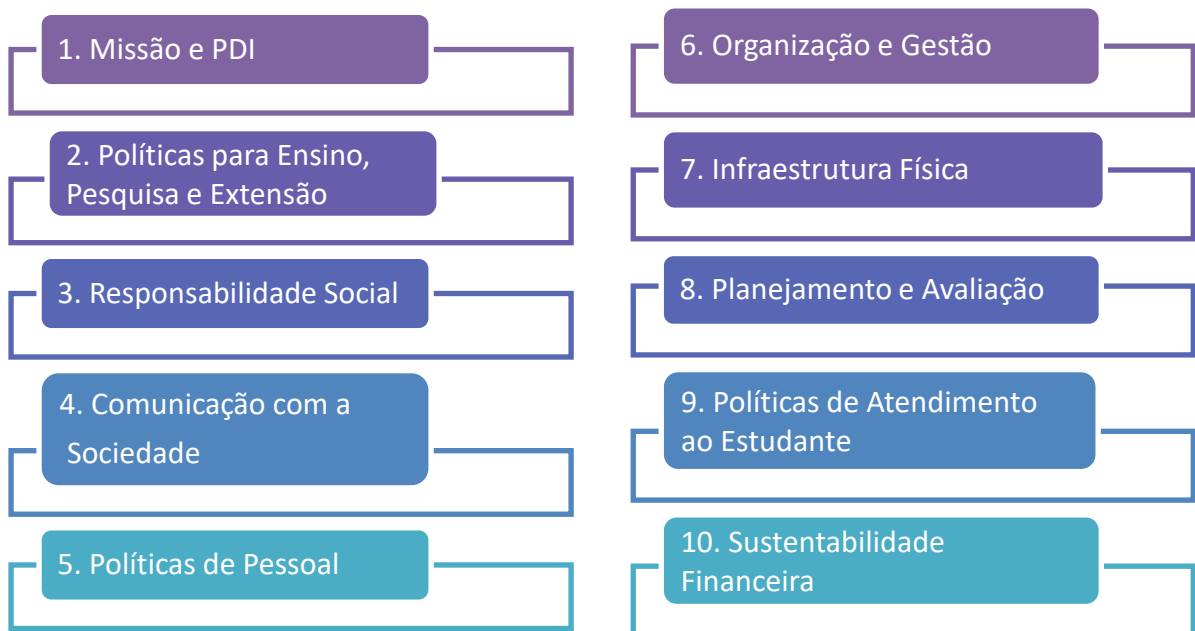 1. Missão e PDI
2. Políticas para Ensino,
Pesquisa e Extensão
3. Responsabilidade Social
4. Comunicação com a
Sociedade
5. Políticas de Pessoal
6. Organização e Gestão
7. Infraestrutura Física
8. Planejamento e Avaliação
9. Políticas de Atendimento
ao Estudante
10. Sustentabilidade
Financeira